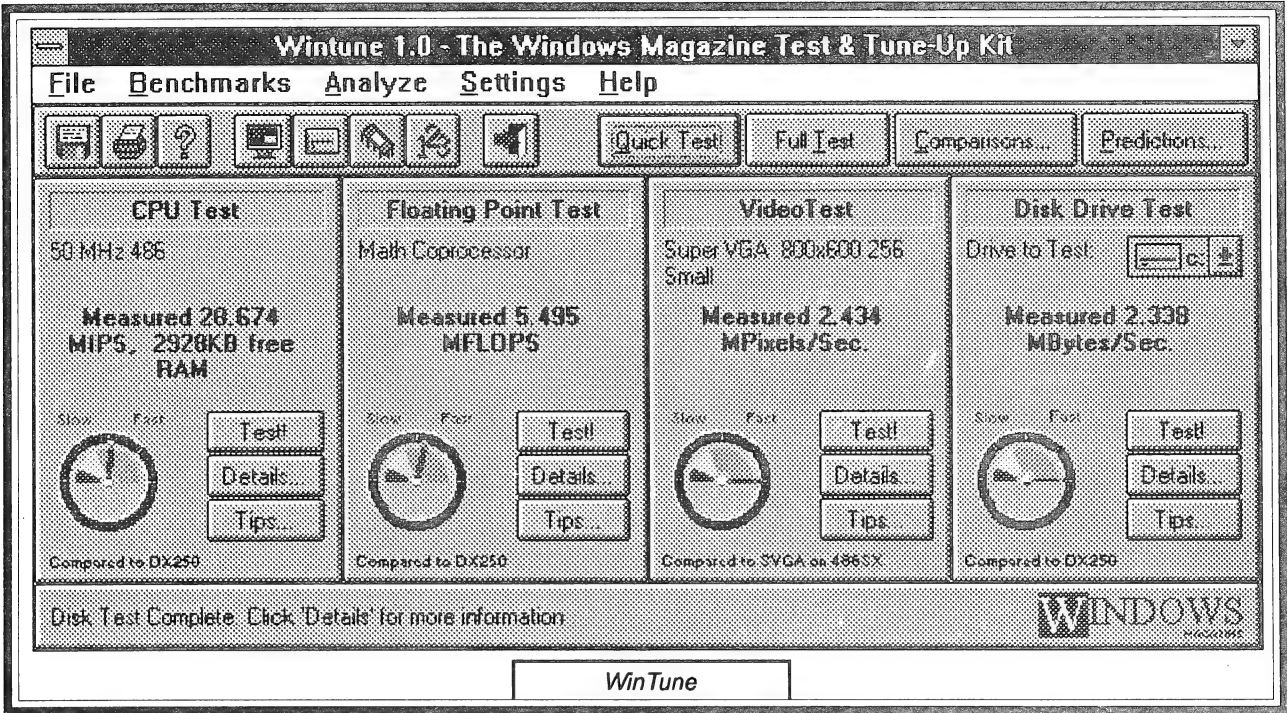 Wintune 1.0 - The Windows Magazine Test & Tune-Up Kit
File Benchmarks Analyze Settings Help
Quick Test! Full Test Comparisons... Predictions...
CPU Test
50 MHz 486
Measured 28.674
MIPS, 2928KB free
RAM
Slow Fast
Test!
Details...
Tips...
Compared to DX250
Floating Point Test
Math Coprocessor
Measured 5.495
MFLOPS
Slow Fast
Test!
Details...
Tips...
Compared to DX250
VideoTest
Super VGA 800x600 256
Small
Measured 2.434
MPixels/Sec.
Slow Fast
Test!
Details...
Tips...
Compared to SVGA on 486SX
Disk Drive Test
Drive to Test: c:
Measured 2.338
MBytes/Sec.
Slow Fast
Test!
Details...
Tips...
Compared to DX250
Disk Test Complete. Click 'Details' for more information
WINDOWS
MAGAZINE
WinTune